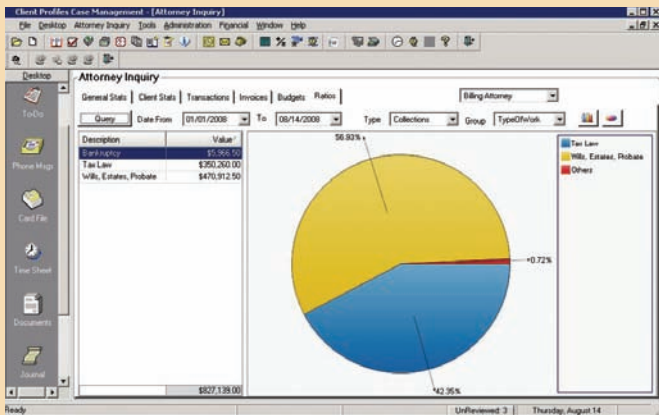 Client Profiles Case Management - [Attorney Inquiry]
File Desktop Attorney Inquiry Tools Administration Financial Window Help
Desktop
Attorney Inquiry
General Stats Client Stats Transactions Invoices Budgets Ratios Billing Attorney
Query Date From 01/01/2008 To 08/14/2008 Type Collections Group TypeOfWork
Description Value
Bankruptcy $5,966.50
Tax Law $350,260.00
Wills, Estates, Probate $470,912.50
$827,139.00
56.93%
*0.72%
*42.35%
Tax Law
Wills, Estates, Probate
Others
ToDo
Phone Msgs
Card File
Time Sheet
Documents
Journal
Ready UnReviewed: 3 Thursday, August 14